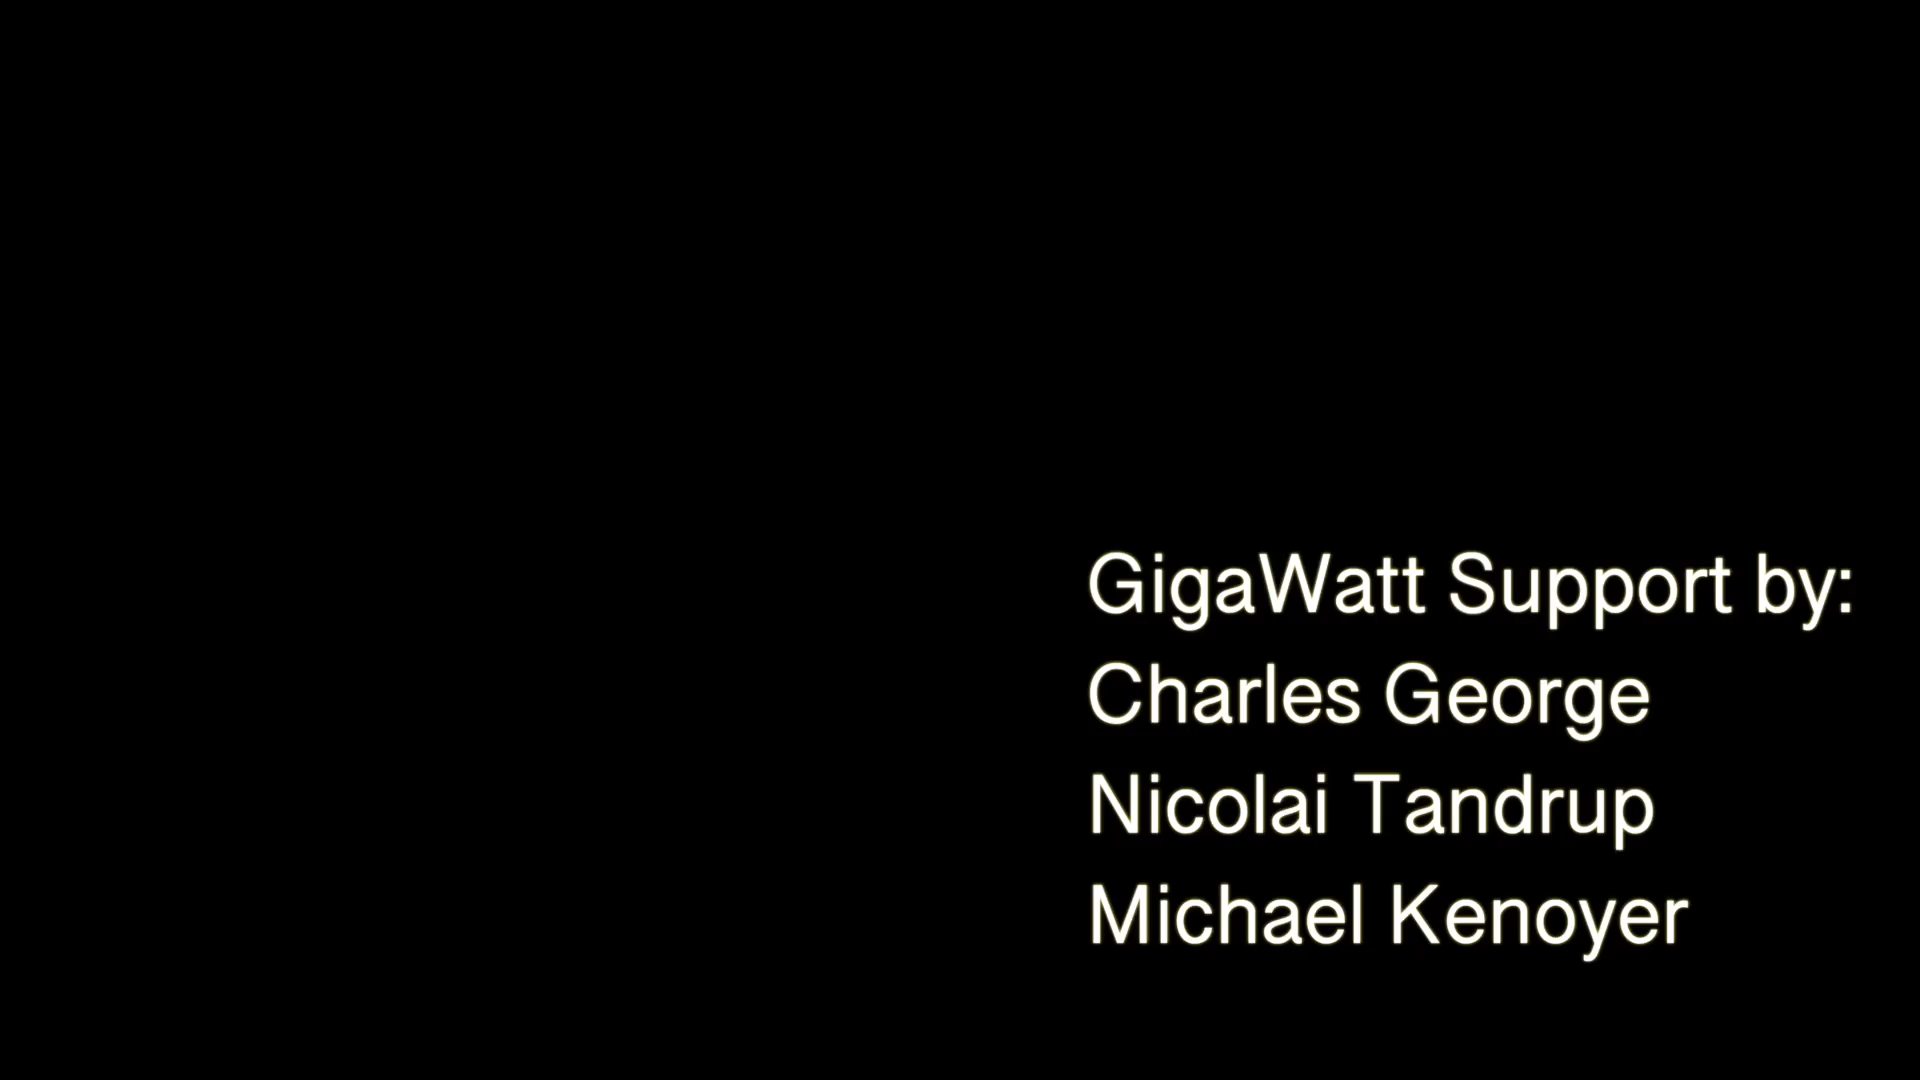 GigaWatt Support by:
Charles George
Nicolai Tandrup
Michael Kenoyer